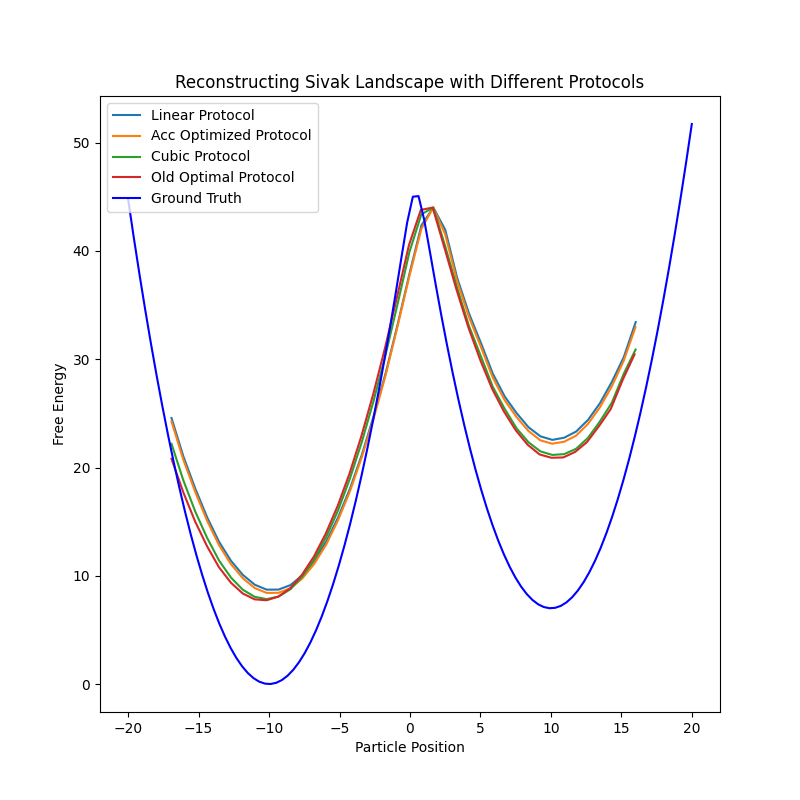 Reconstructing Sivak Landscape with Different Protocols
Linear Protocol
Acc Optimized Protocol
Cubic Protocol
Old Optimal Protocol
Ground Truth
50
40
30
20
10
0
Free Energy
−20 −15 −10 −5 0 5 10 15 20
Particle Position